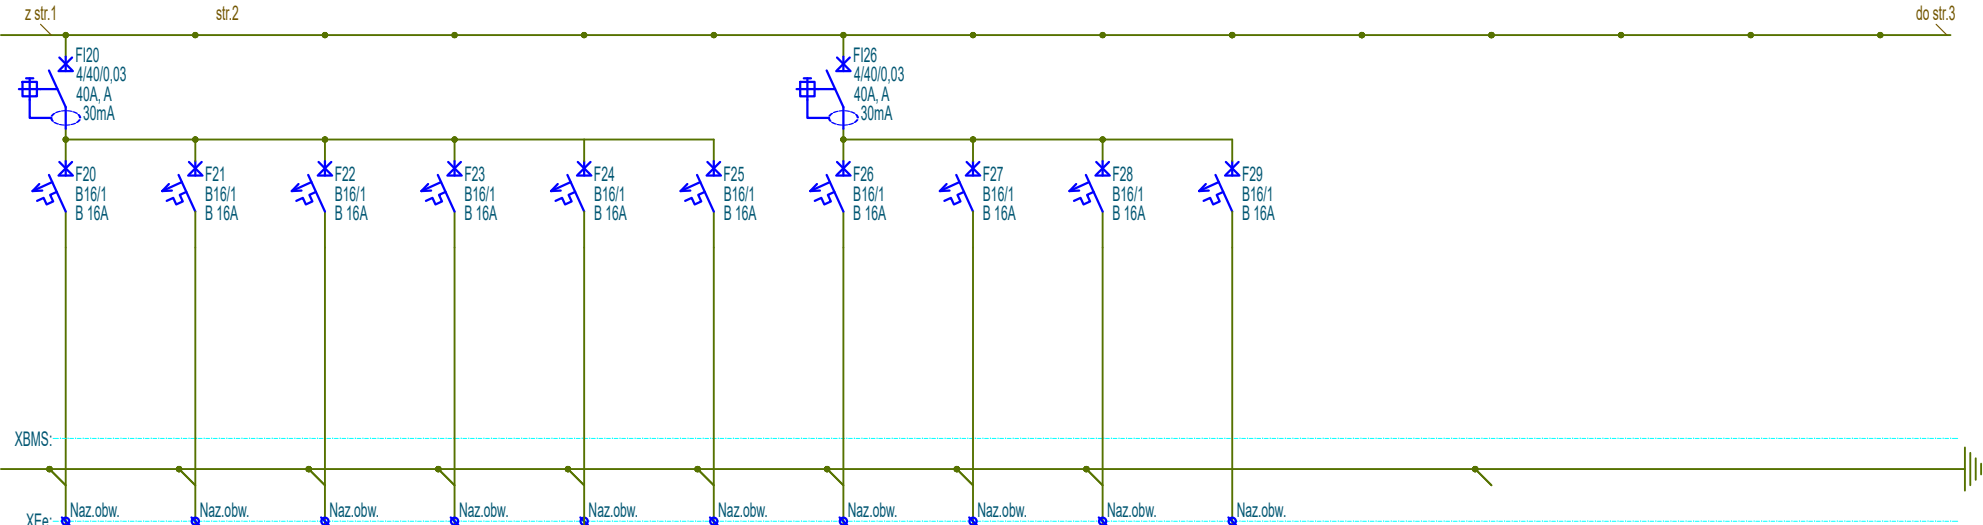 z str.1 str.2 do str.3
FI20 FI26
4/40/0,03 4/40/0,03
40A, A 40A, A
30mA 30mA
F20 F21 F22 F23 F24 F25 F26 F27 F28 F29
B16/1 B16/1 B16/1 B16/1 B16/1 B16/1 B16/1 B16/1 B16/1 B16/1
B 16A B 16A B 16A B 16A B 16A B 16A B 16A B 16A B 16A B 16A
XBMS:
Naz.obw. Naz.obw. Naz.obw. Naz.obw. Naz.obw. Naz.obw. Naz.obw. Naz.obw. Naz.obw. Naz.obw.
XFe: